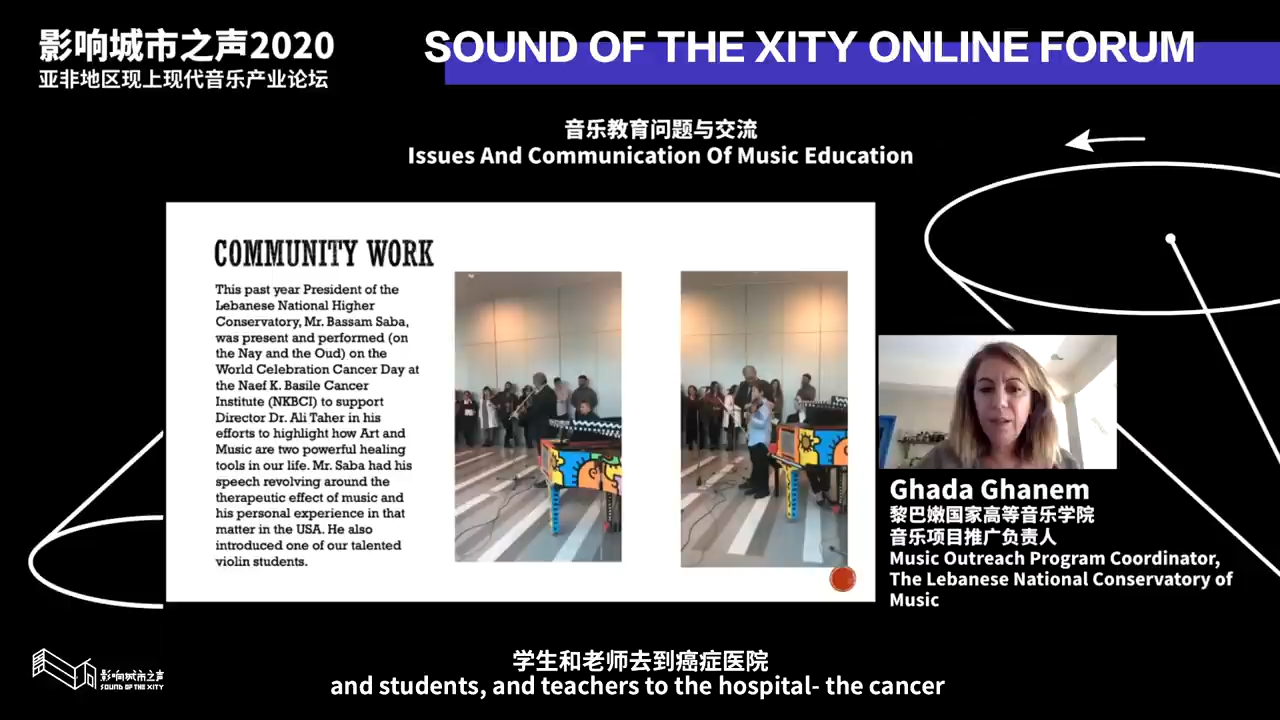 影响城市之声2020
亚非地区现上现代音乐产业论坛
SOUND OF THE XITY ONLINE FORUM
音乐教育问题与交流
Issues And Communication Of Music Education
COMMUNITY WORK
This past year President of the
Lebanese National Higher
Conservatory, Mr. Bassam Saba,
was present and performed (on
the Nay and the Oud) on the
World Celebration Cancer Day at
the Naef K. Basile Cancer
Institute (NKBCI) to support
Director Dr. Ali Taher in his
efforts to highlight how Art and
Music are two powerful healing
tools in our life. Mr. Saba had his
speech revolving around the
therapeutic effect of music and
his personal experience in that
matter in the USA. He also
introduced one of our talented
violin students.
Ghada Ghanem
黎巴嫩国家高等音乐学院
音乐项目推广负责人
Music Outreach Program Coordinator,
The Lebanese National Conservatory of
Music
影响城市之声
SOUND OF THE XITY
学生和老师去到癌症医院
and students, and teachers to the hospital- the cancer